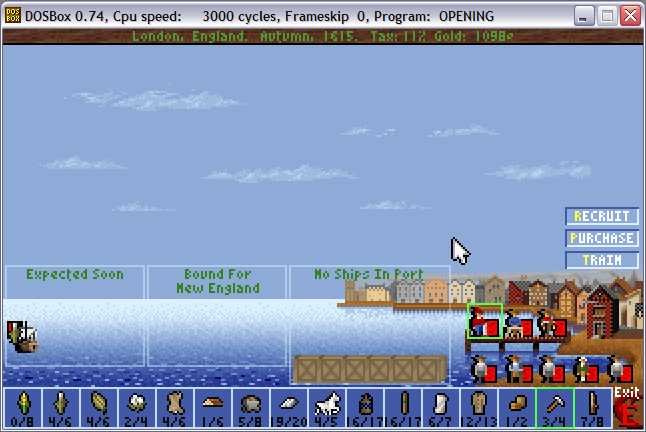 DOSBox 0.74, Cpu speed: 3000 cycles, Frameskip 0, Program: OPENING
London, England. Autumn, 1615. Tax: 11% Gold: 1098
RECRUIT
PURCHASE
TRAIN
Expected Soon
Bound For
New England
No Ships In Port
Exit
E
0/8 4/6 4/6 2/4 4/6 1/6 5/8 19/20 4/5 16/17 16/17 6/7 12/13 1/2 3/4 7/8